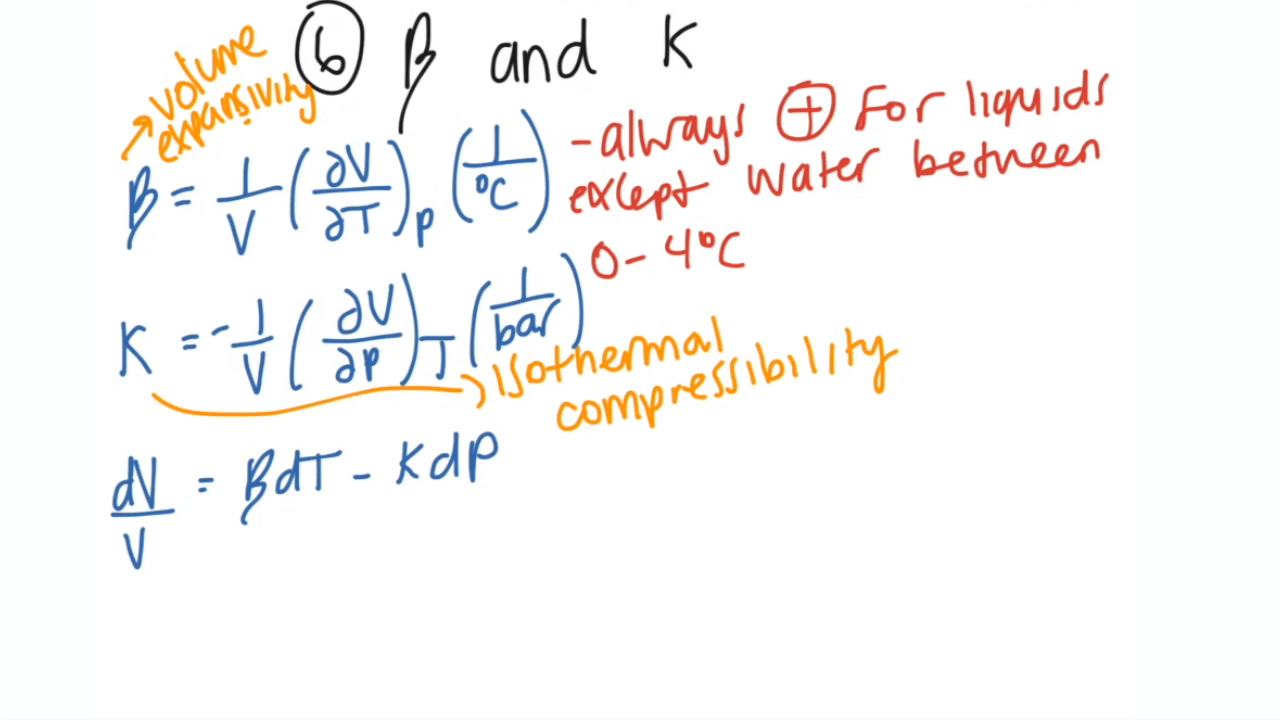 ⑥ β and K
volume
expansivity
β = 1/V (∂V/∂T)p (1/°C)
-always ⊕ for liquids
except water between
0-4°C
K = -1/V (∂V/∂P)T (1/bar)
isothermal
compressibility
dV/V = βdT - KdP